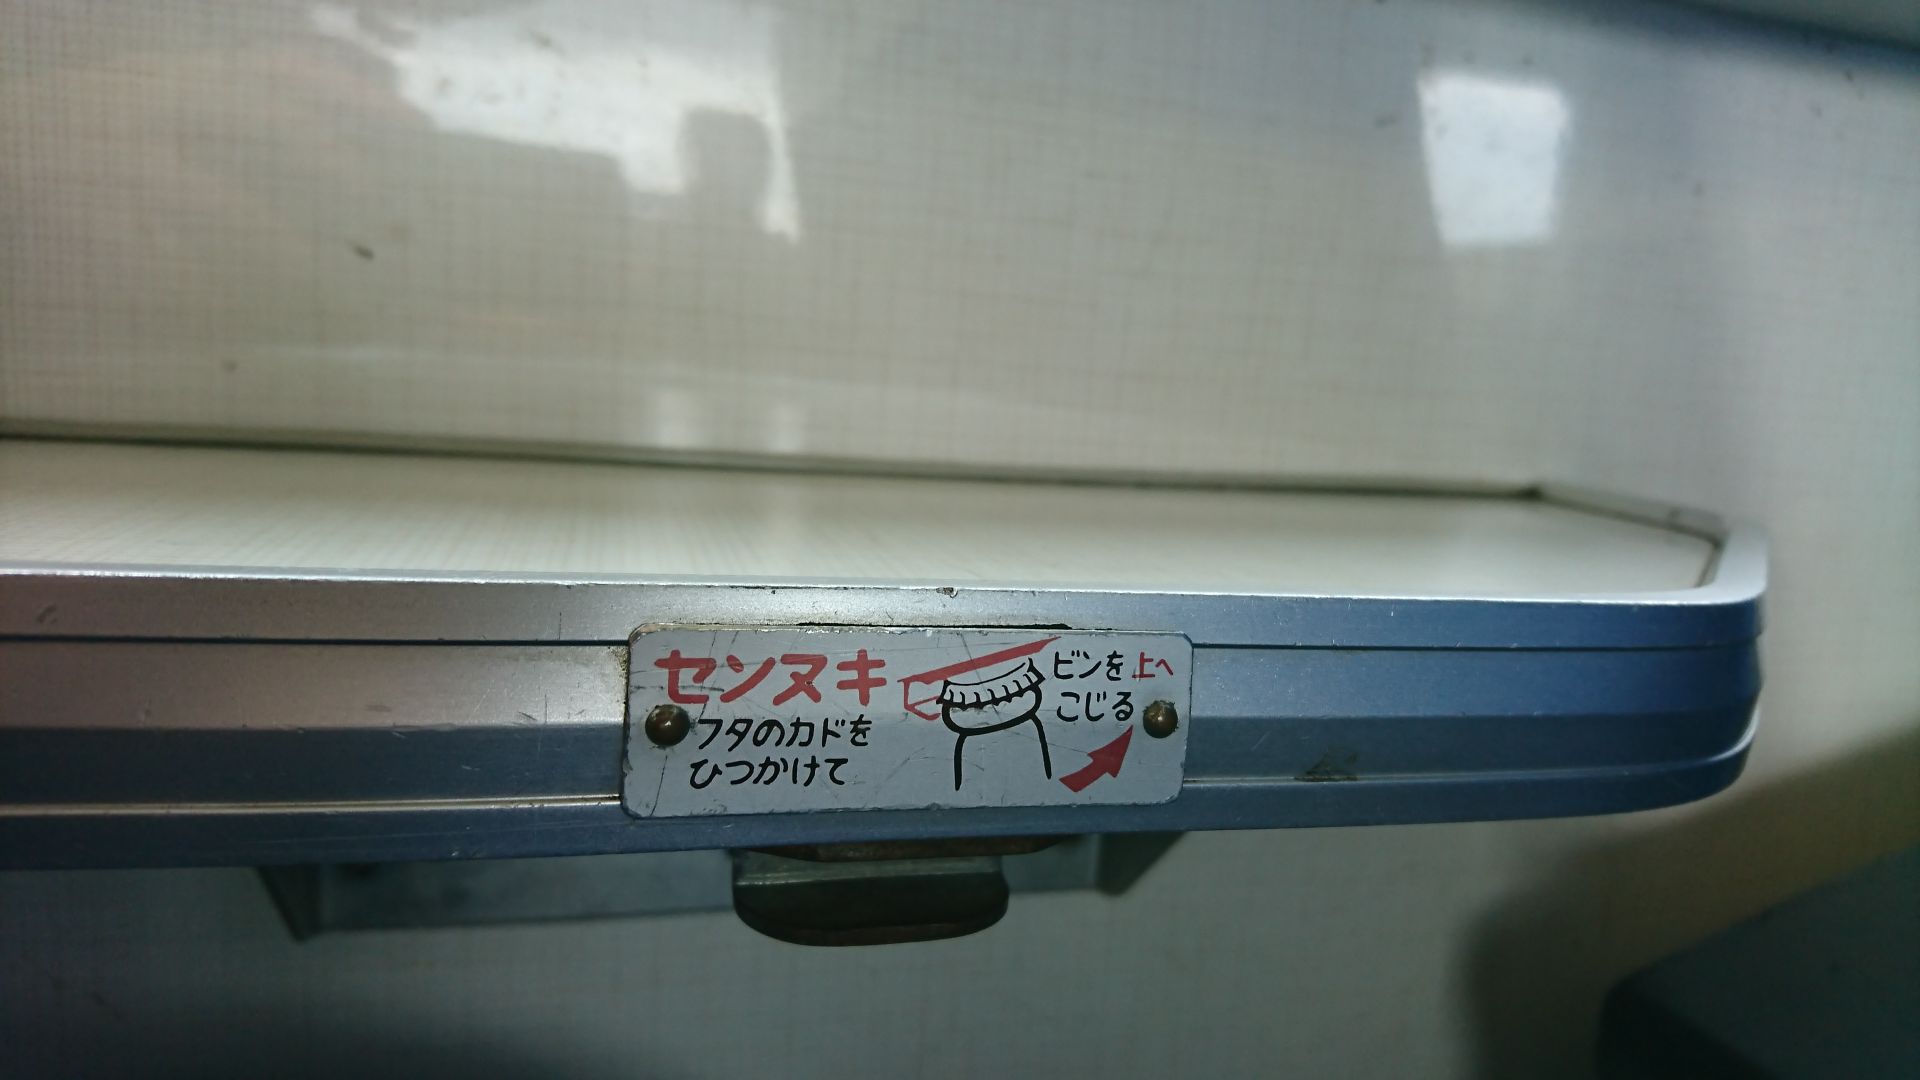 センヌキ
フタのカドを
ひつかけて
ビンを上へ
こじる